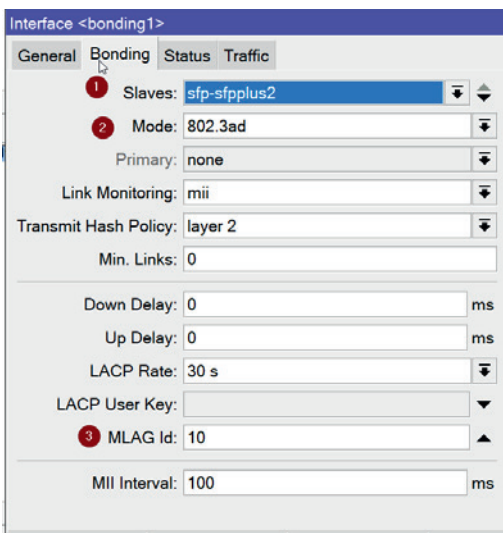 Interface <bonding1>
General Bonding Status Traffic
1 Slaves: sfp-sfpplus2
2 Mode: 802.3ad
Primary: none
Link Monitoring: mii
Transmit Hash Policy: layer 2
Min. Links: 0
Down Delay: 0 ms
Up Delay: 0 ms
LACP Rate: 30 s
LACP User Key:
3 MLAG Id: 10
MII Interval: 100 ms